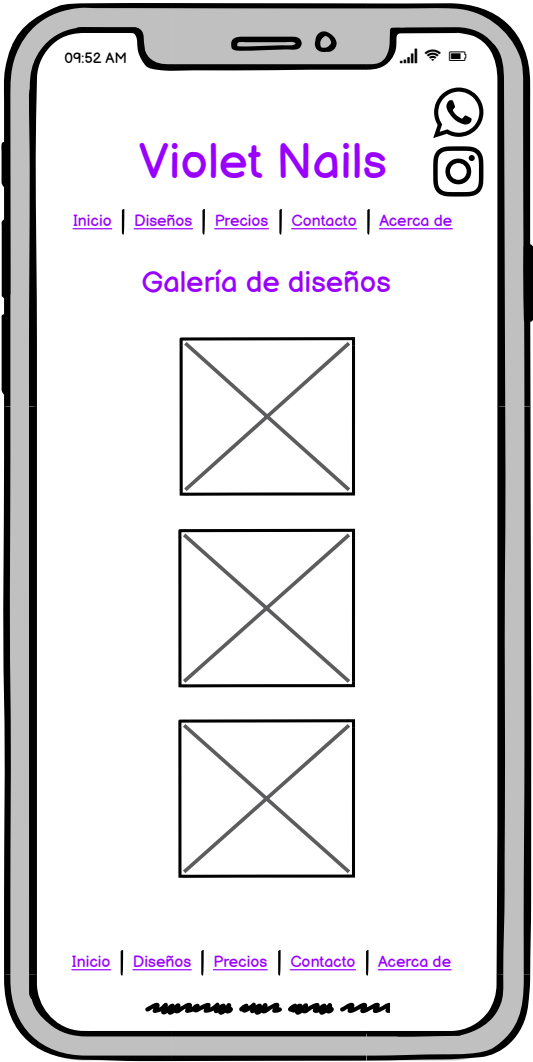 09:52 AM
Violet Nails
Inicio | Diseños | Precios | Contacto | Acerca de
Galería de diseños
Inicio | Diseños | Precios | Contacto | Acerca de